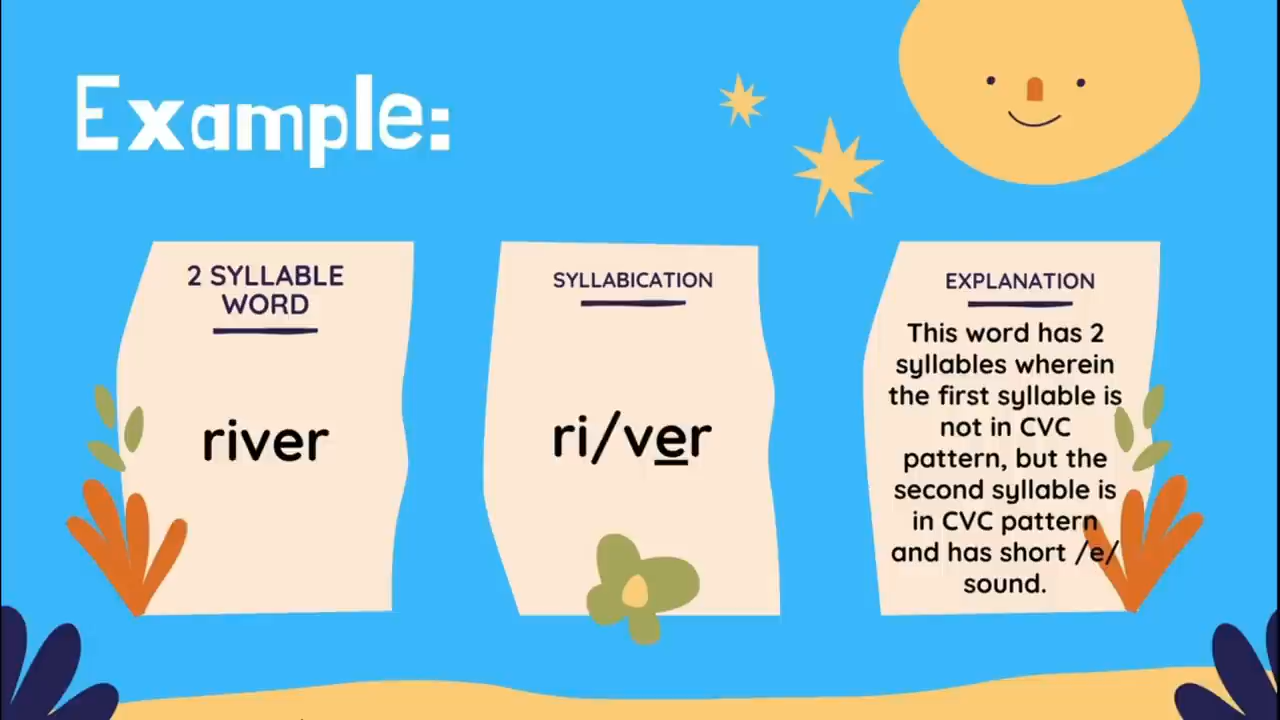 Example:
2 SYLLABLE
WORD
river
SYLLABICATION
ri/ver
EXPLANATION
This word has 2
syllables wherein
the first syllable is
not in CVC
pattern, but the
second syllable is
in CVC pattern
and has short /e/
sound.